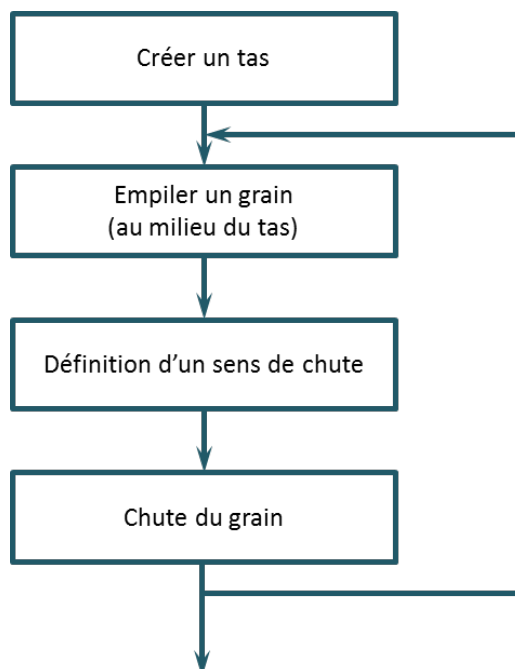 Créer un tas
Empiler un grain
(au milieu du tas)
Définition d’un sens de chute
Chute du grain